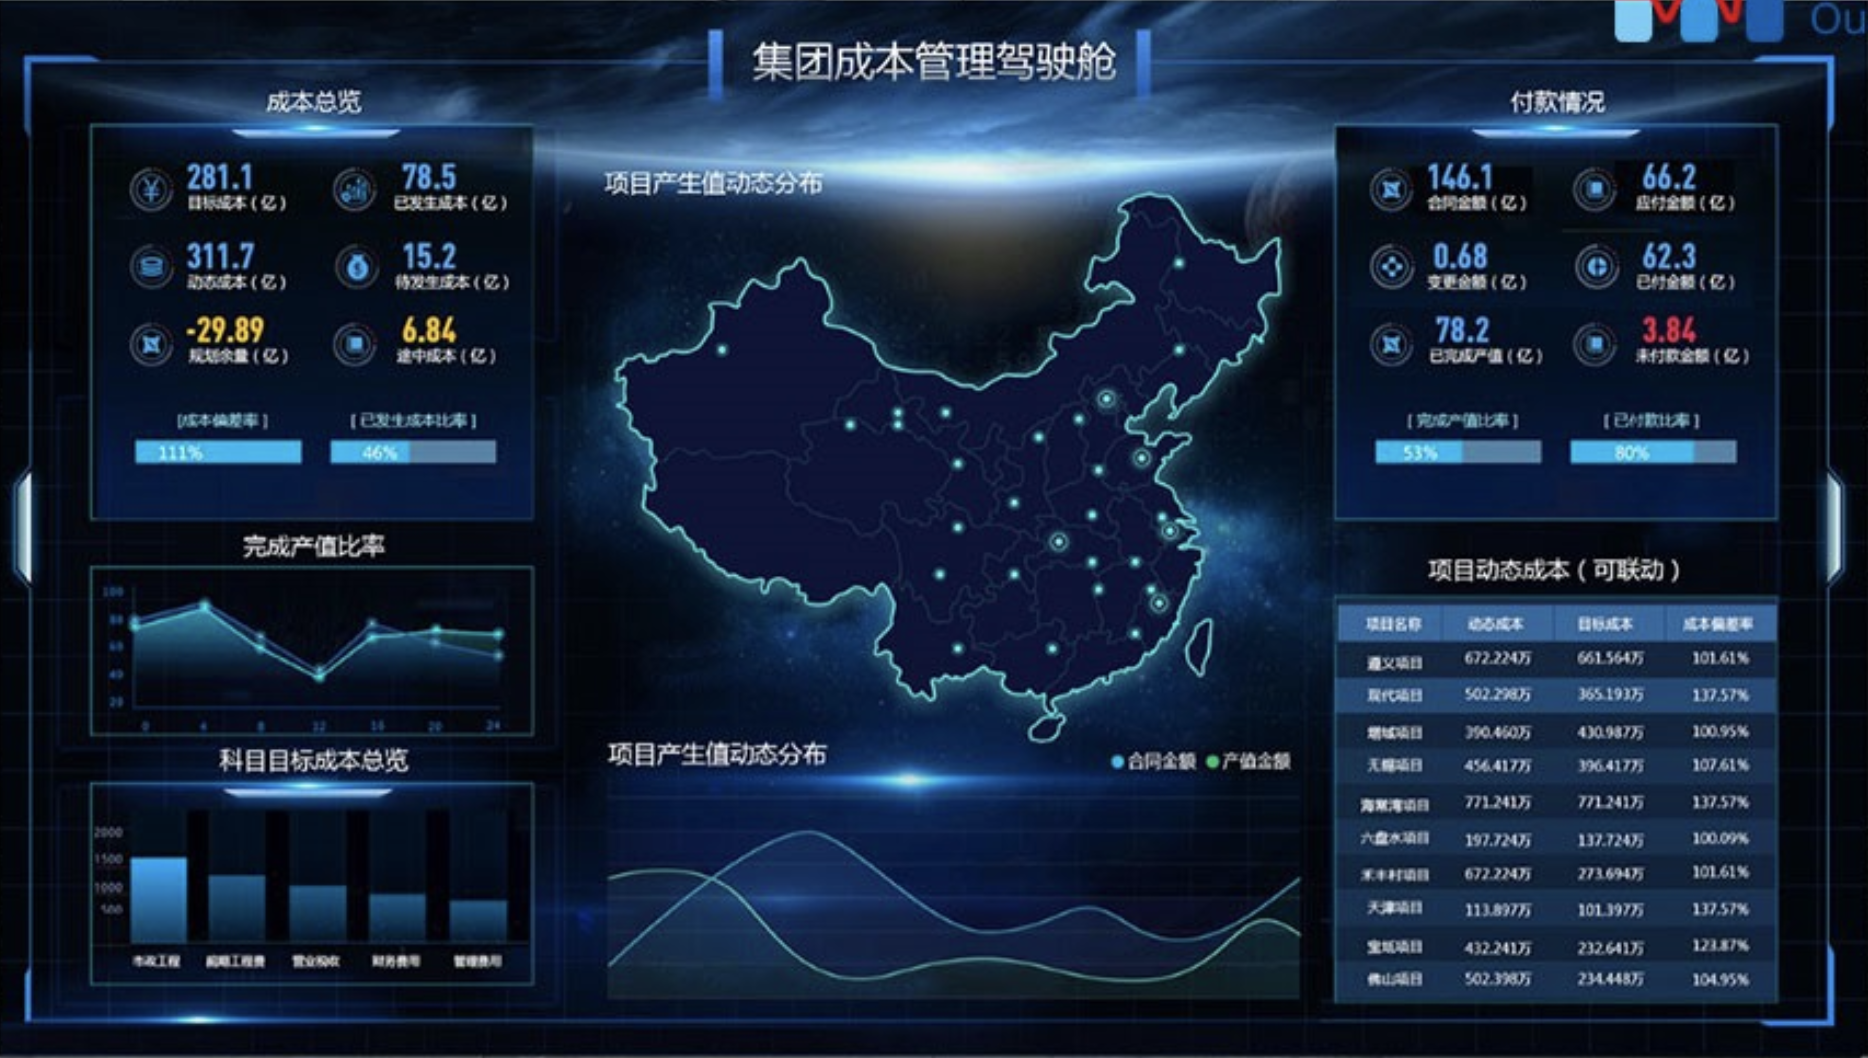 Ou
集团成本管理驾驶舱
成本总览
281.1
目标成本（亿）
78.5
已发生成本（亿）
311.7
动态成本（亿）
15.2
待发生成本（亿）
-29.89
规划余量（亿）
6.84
途中成本（亿）
[成本偏差率]
[已发生成本比率]
111%
46%
完成产值比率
100
80
60
40
20
0
4
8
12
16
20
24
科目目标成本总览
2000
1500
1000
500
市政工程
前期工程费
营业税收
财务费用
管理费用
项目产生值动态分布
项目产生值动态分布
合同金额
产值金额
付款情况
146.1
合同金额（亿）
66.2
应付金额（亿）
0.68
变更金额（亿）
62.3
已付金额（亿）
78.2
已完成产值（亿）
3.84
未付款金额（亿）
[完成产值比率]
[已付款比率]
53%
80%
项目动态成本（可联动）
项目名称 动态成本 目标成本 成本偏差率
遵义项目 672.224万 661.564万 101.61%
现代项目 502.298万 365.193万 137.57%
增城项目 390.460万 430.987万 100.95%
无锡项目 456.417万 396.417万 107.61%
海棠湾项目 771.241万 771.241万 137.57%
六盘水项目 197.724万 137.724万 100.09%
禾丰村项目 672.224万 273.694万 101.61%
天津项目 113.897万 101.397万 137.57%
宝坻项目 432.241万 232.641万 123.87%
佛山项目 502.398万 234.448万 104.95%